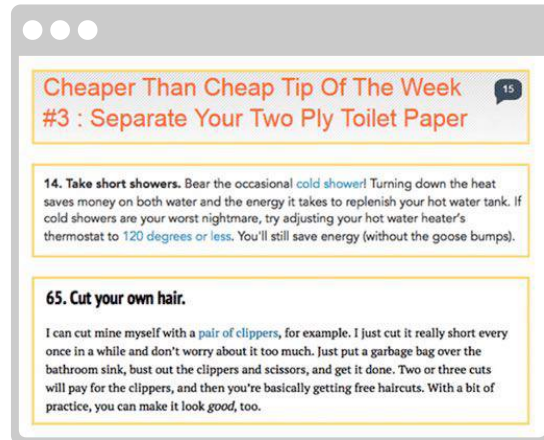 Cheaper Than Cheap Tip Of The Week
15
#3 : Separate Your Two Ply Toilet Paper
14. Take short showers. Bear the occasional cold shower! Turning down the heat
saves money on both water and the energy it takes to replenish your hot water tank. If
cold showers are your worst nightmare, try adjusting your hot water heater's
thermostat to 120 degrees or less. You'll still save energy (without the goose bumps).
65. Cut your own hair.
I can cut mine myself with a pair of clippers, for example. I just cut it really short every
once in a while and don't worry about it too much. Just put a garbage bag over the
bathroom sink, bust out the clippers and scissors, and get it done. Two or three cuts
will pay for the clippers, and then you're basically getting free haircuts. With a bit of
practice, you can make it look good, too.